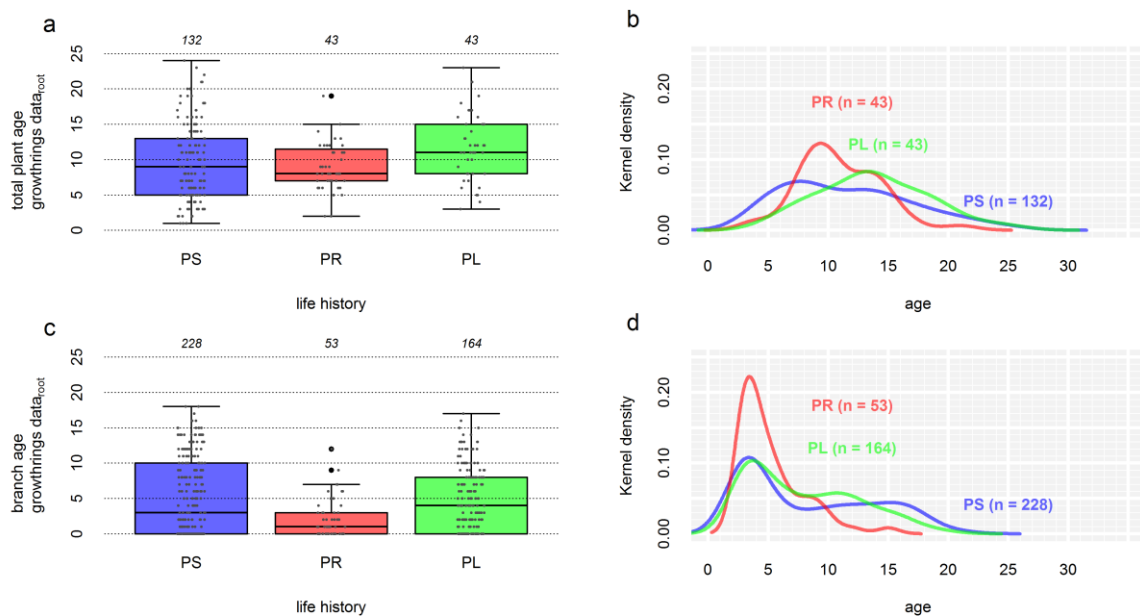 a
132 43 43
total plant age
growthrings data_root
25
20
15
10
5
0
PS PR PL
life history
b
Kernel density
0.20
0.10
0.00
PR (n = 43)
PL (n = 43)
PS (n = 132)
0 5 10 15 20 25 30
age
c
228 53 164
branch age
growthrings data_root
25
20
15
10
5
0
PS PR PL
life history
d
Kernel density
0.20
0.10
0.00
PR (n = 53)
PL (n = 164)
PS (n = 228)
0 5 10 15 20 25 30
age